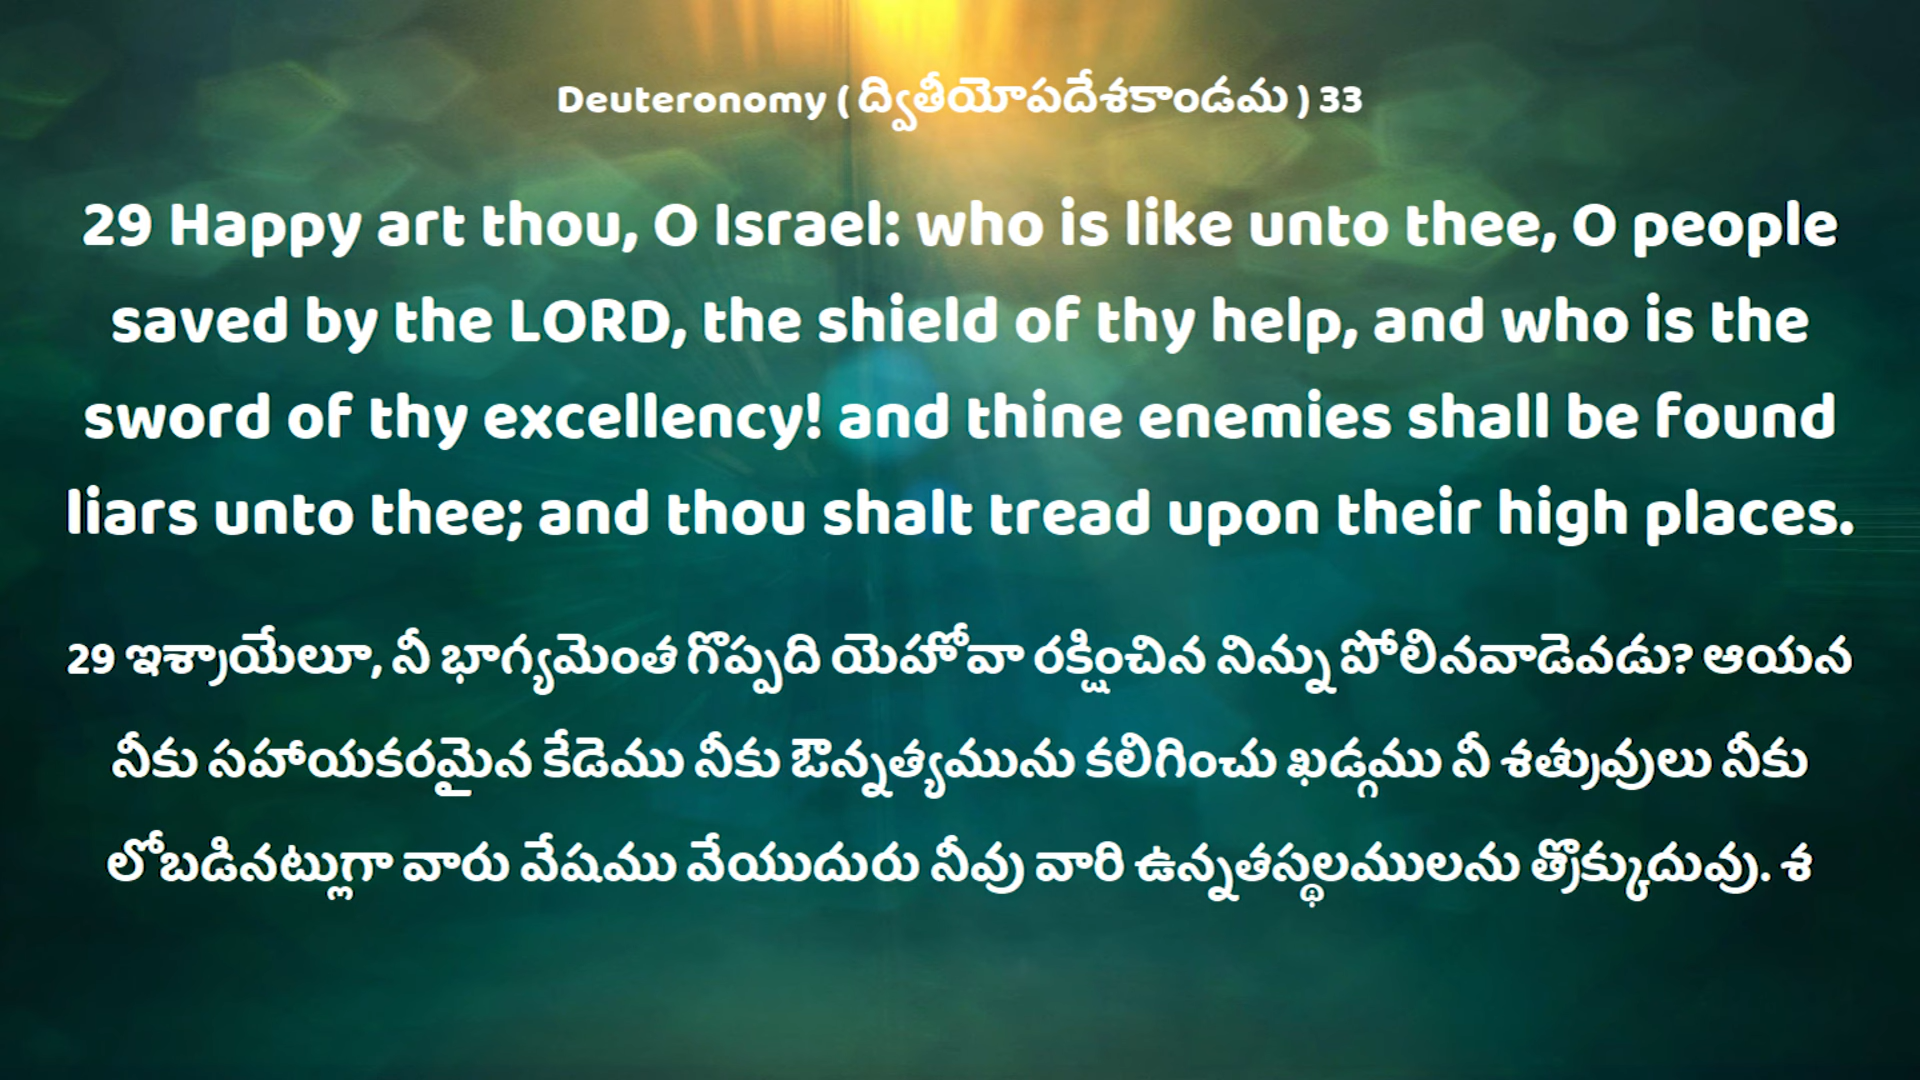 Deuteronomy ( ద్వితీయోపదేశకాండమ ) 33
29 Happy art thou, O Israel: who is like unto thee, O people
saved by the LORD, the shield of thy help, and who is the
sword of thy excellency! and thine enemies shall be found
liars unto thee; and thou shalt tread upon their high places.
29 ఇశ్రాయేలూ, నీ భాగ్యమెంత గొప్పది యెహోవా రక్షించిన నిన్ను పోలినవాడెవడు? ఆయన
నీకు సహాయకరమైన కేడెము నీకు ఔన్నత్యమును కలిగించు ఖడ్గము నీ శత్రువులు నీకు
లోబడినట్లుగా వారు వేషము వేయుదురు నీవు వారి ఉన్నతస్థలములను త్రొక్కుదువు. శ